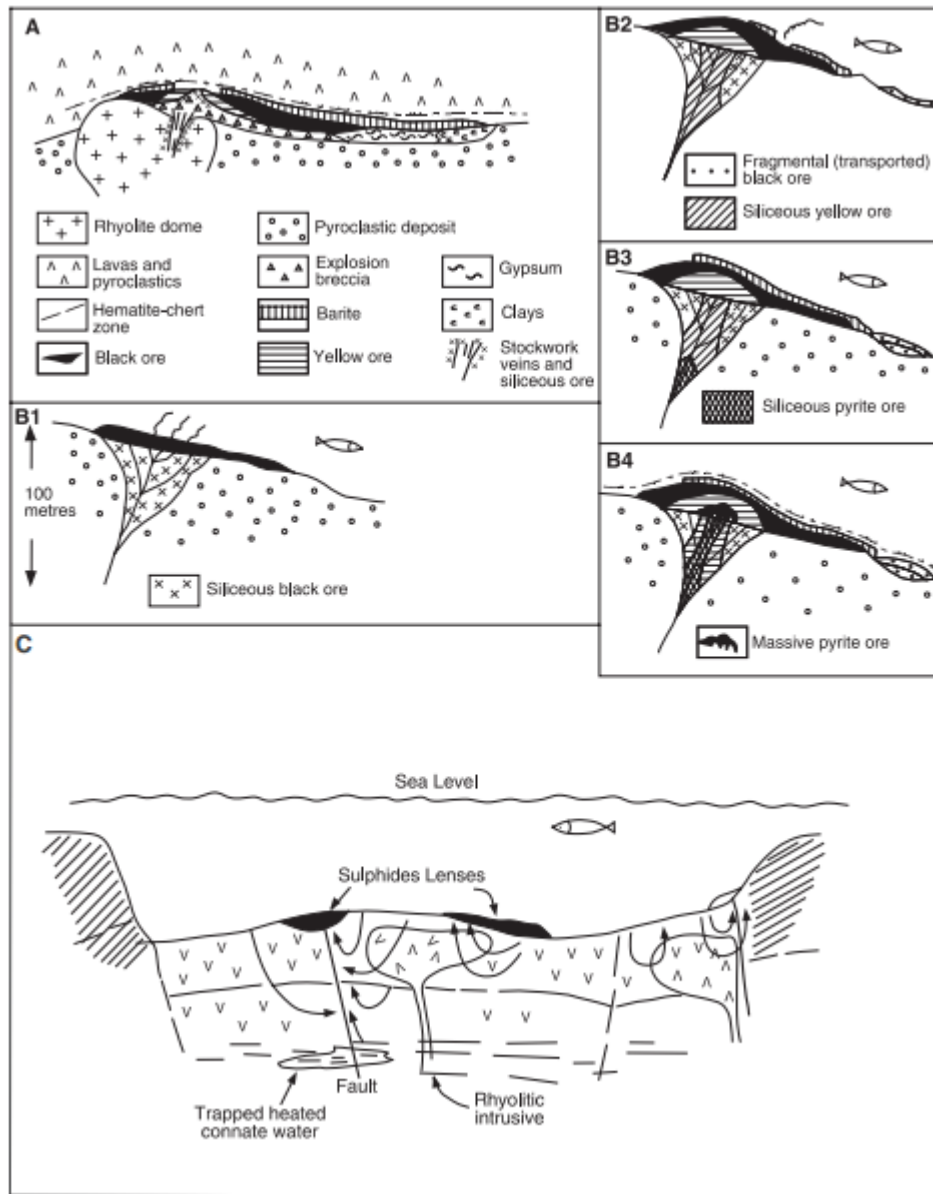 A
Rhyolite dome
Pyroclastic deposit
Lavas and
pyroclastics
Explosion
breccia
Gypsum
Hematite-chert
zone
Barite
Clays
Black ore
Yellow ore
Stockwork
veins and
siliceous ore
B1
100
metres
Siliceous black ore
B2
Fragmental (transported)
black ore
Siliceous yellow ore
B3
Siliceous pyrite ore
B4
Massive pyrite ore
C
Sea Level
Sulphides Lenses
Fault
Trapped heated
connate water
Rhyolitic
intrusive